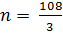 n = 108/3